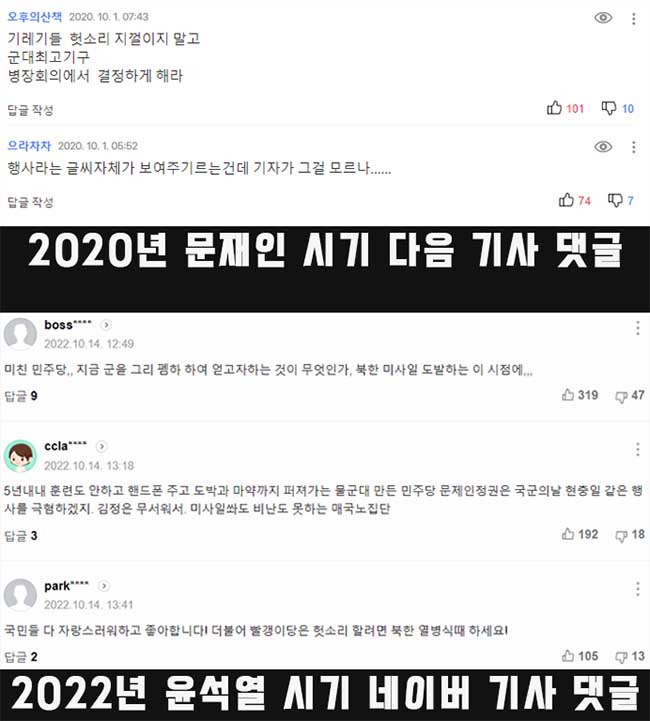 오후의산책 2020. 10. 1. 07:43
기레기들 헛소리 지껄이지 말고
군대최고기구
병장회의에서 결정하게 해라
답글 작성 101 10
으라차차 2020. 10. 1. 05:52
행사라는 글씨자체가 보여주기르는건데 기자가 그걸 모르나......
답글 작성 74 7
2020년 문재인 시기 다음 기사 댓글
boss****
2022.10.14. 12:49
미친 민주당,, 지금 군을 그리 폄하 하여 얻고자하는 것이 무엇인가, 북한 미사일 도발하는 이 시점에,,,
답글 9 319 47
ccla****
2022.10.14. 13:18
5년내내 훈련도 안하고 핸드폰 주고 도박과 마약까지 퍼져가는 물군대 만든 민주당 문재인정권은 국군의날 현충일 같은 행
사를 극혐하겠지. 김정은 무서워서. 미사일쏴도 비난도 못하는 매국노집단
답글 3 192 18
park****
2022.10.14. 13:41
국민들 다 자랑스러워하고 좋아합니다! 더불어 빨갱이당은 헛소리 할려면 북한 열병식때 하세요!
답글 2 105 13
2022년 윤석열 시기 네이버 기사 댓글